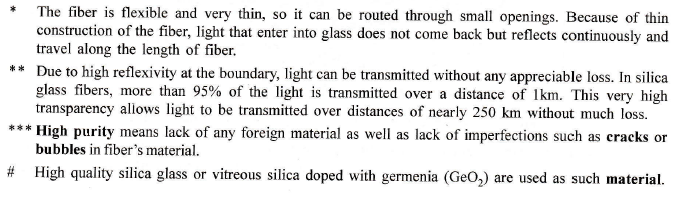 * The fiber is flexible and very thin, so it can be routed through small openings. Because of thin
construction of the fiber, light that enter into glass does not come back but reflects continuously and
travel along the length of fiber.
** Due to high reflexivity at the boundary, light can be transmitted without any appreciable loss. In silica
glass fibers, more than 95% of the light is transmitted over a distance of 1km. This very high
transparency allows light to be transmitted over distances of nearly 250 km without much loss.
*** High purity means lack of any foreign material as well as lack of imperfections such as cracks or
bubbles in fiber's material.
# High quality silica glass or vitreous silica doped with germenia (GeO₂) are used as such material.